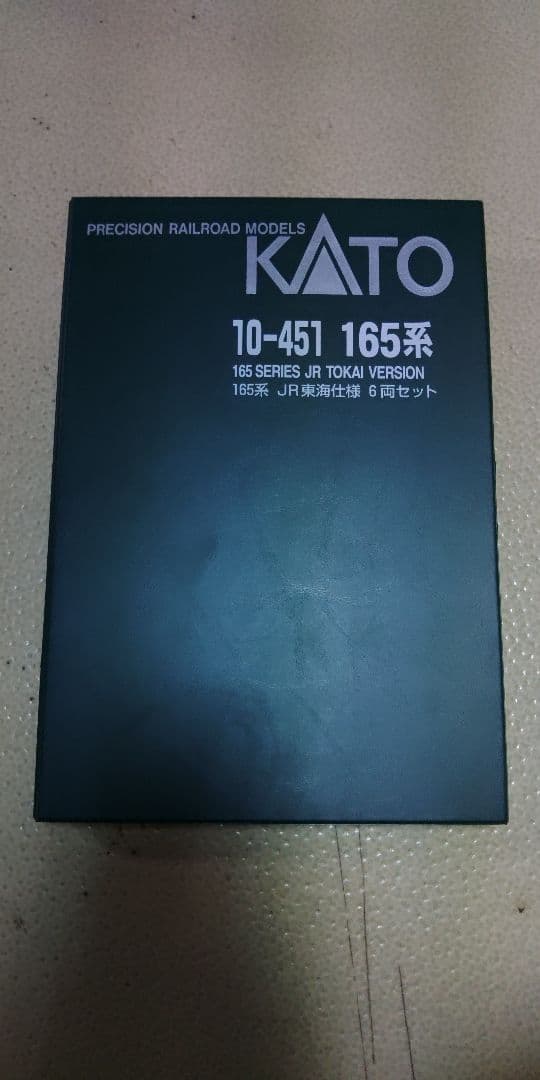 PRECISION RAILROAD MODELS
KATO
10-451 165系
165 SERIES JR TOKAI VERSION
165系 JR東海仕様 6両セット